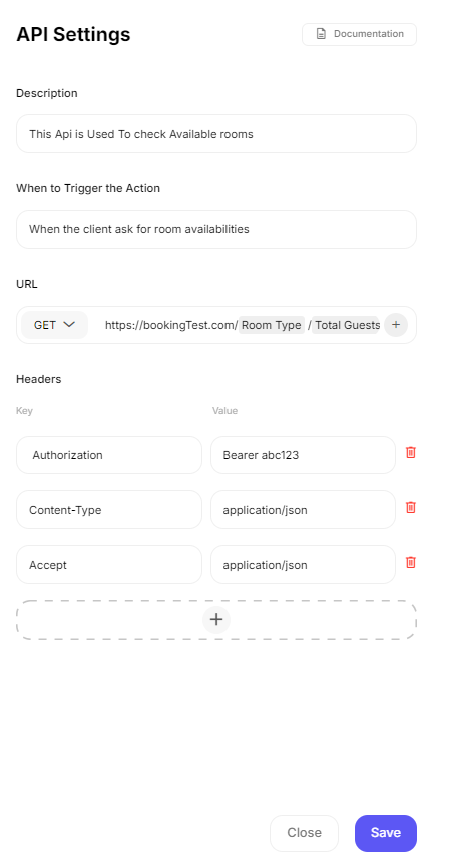 API Settings
Documentation
Description
This Api is Used To check Available rooms
When to Trigger the Action
When the client ask for room availabilities
URL
GET https://bookingTest.com/ Room Type / Total Guests +
Headers
Key Value
Authorization Bearer abc123
Content-Type application/json
Accept application/json
+
Close Save